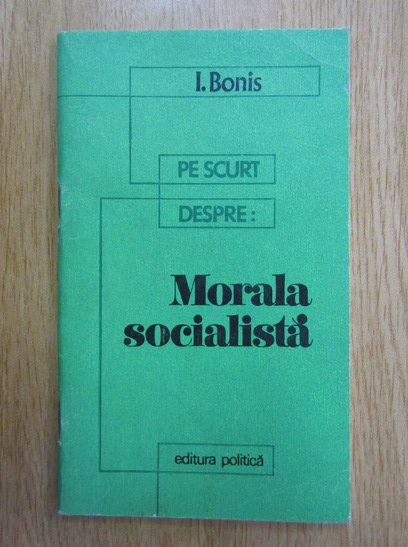 I. Bonis
PE SCURT
DESPRE:
Morala
socialistă
editura politică